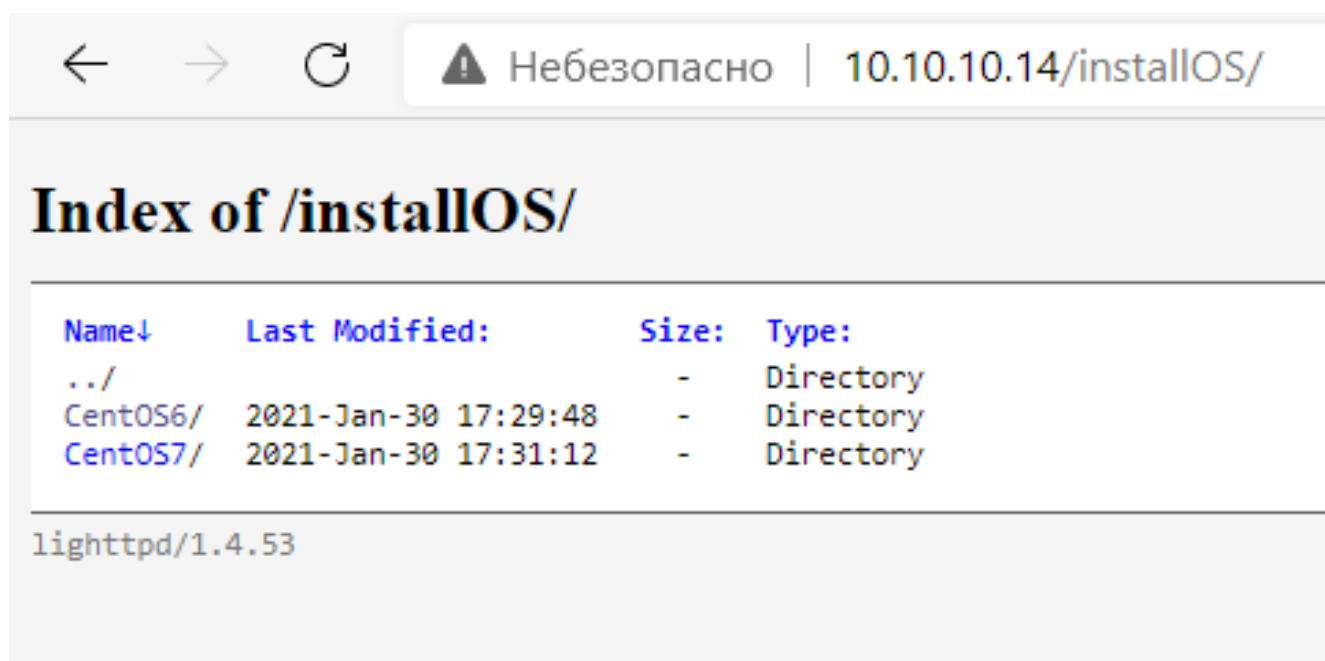 Небезопасно | 10.10.10.14/installOS/
Index of /installOS/
Name↓ Last Modified: Size: Type:
../ - Directory
CentOS6/ 2021-Jan-30 17:29:48 - Directory
CentOS7/ 2021-Jan-30 17:31:12 - Directory
lighttpd/1.4.53